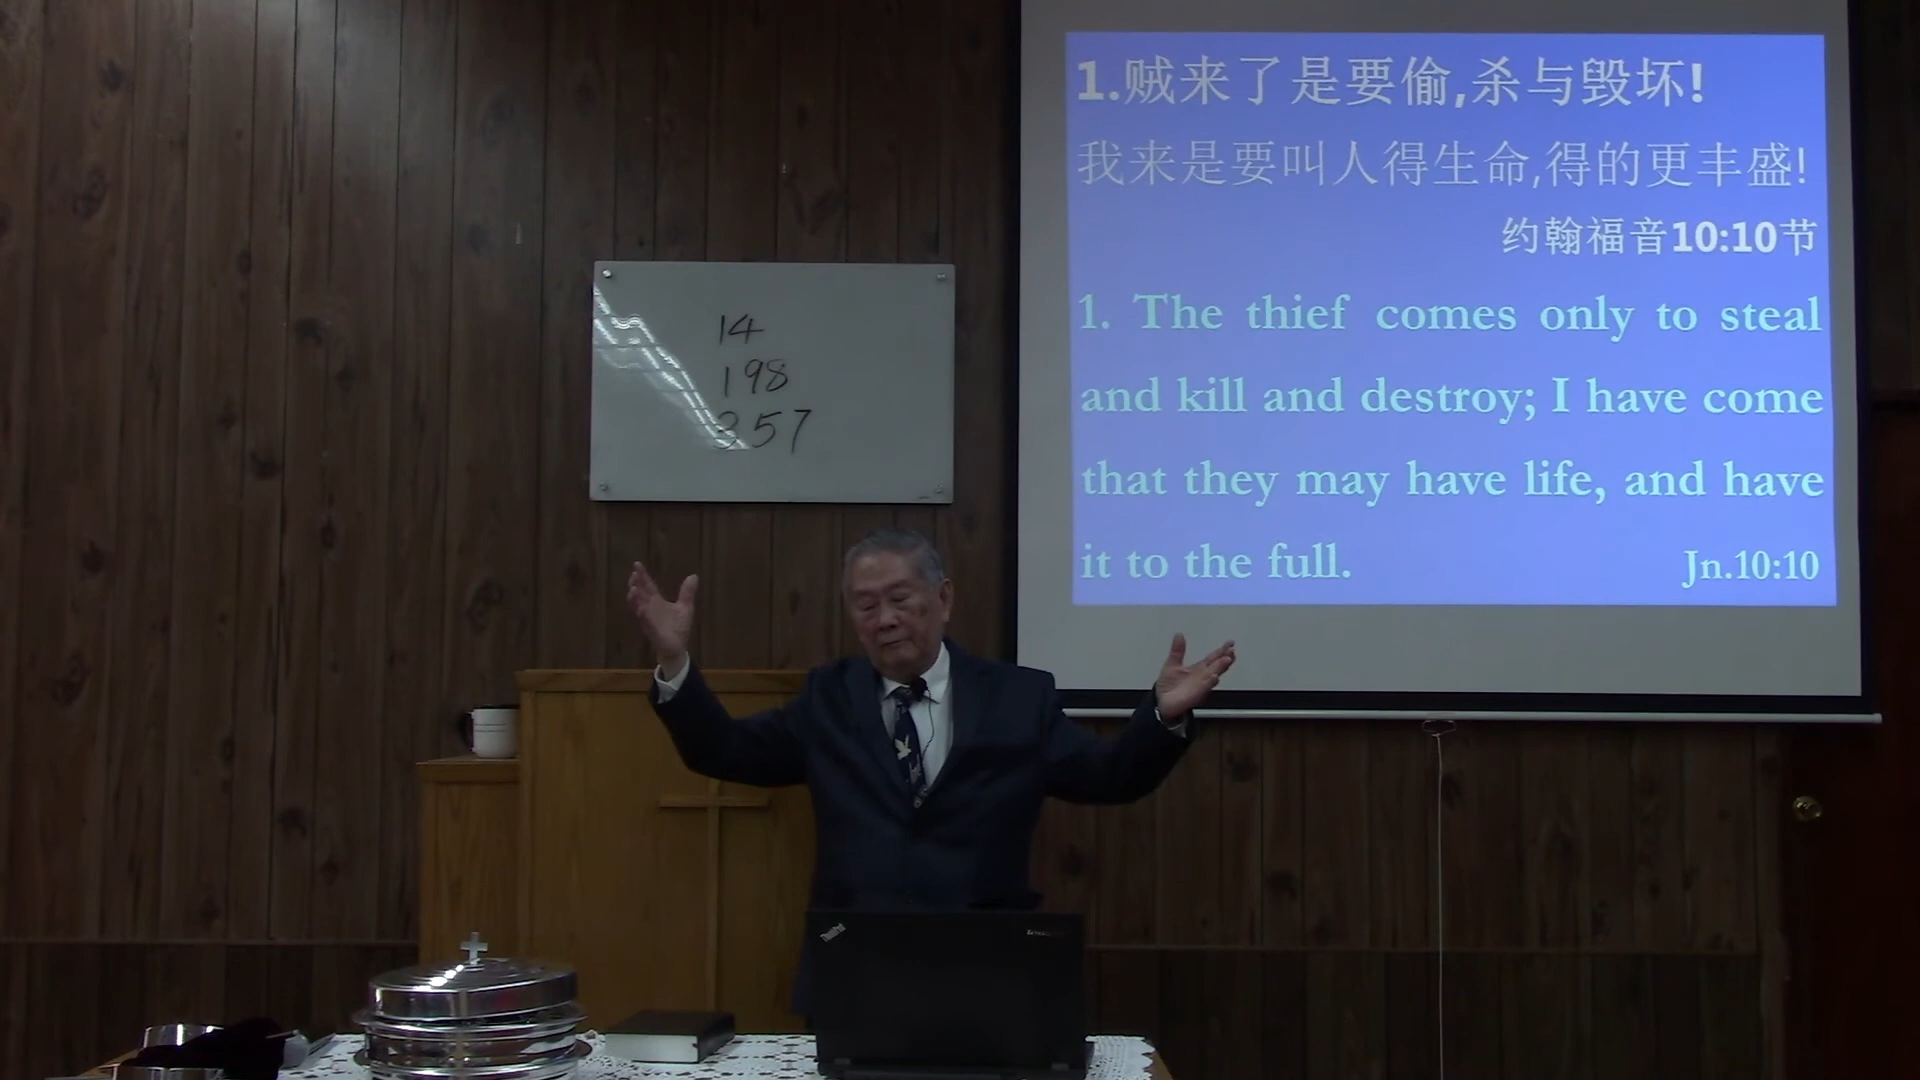 1.贼来了是要偷,杀与毁坏!
我来是要叫人得生命,得的更丰盛!
约翰福音10:10节
1. The thief comes only to steal
and kill and destroy; I have come
that they may have life, and have
it to the full.
Jn.10:10
14
198
357
ThinkPad